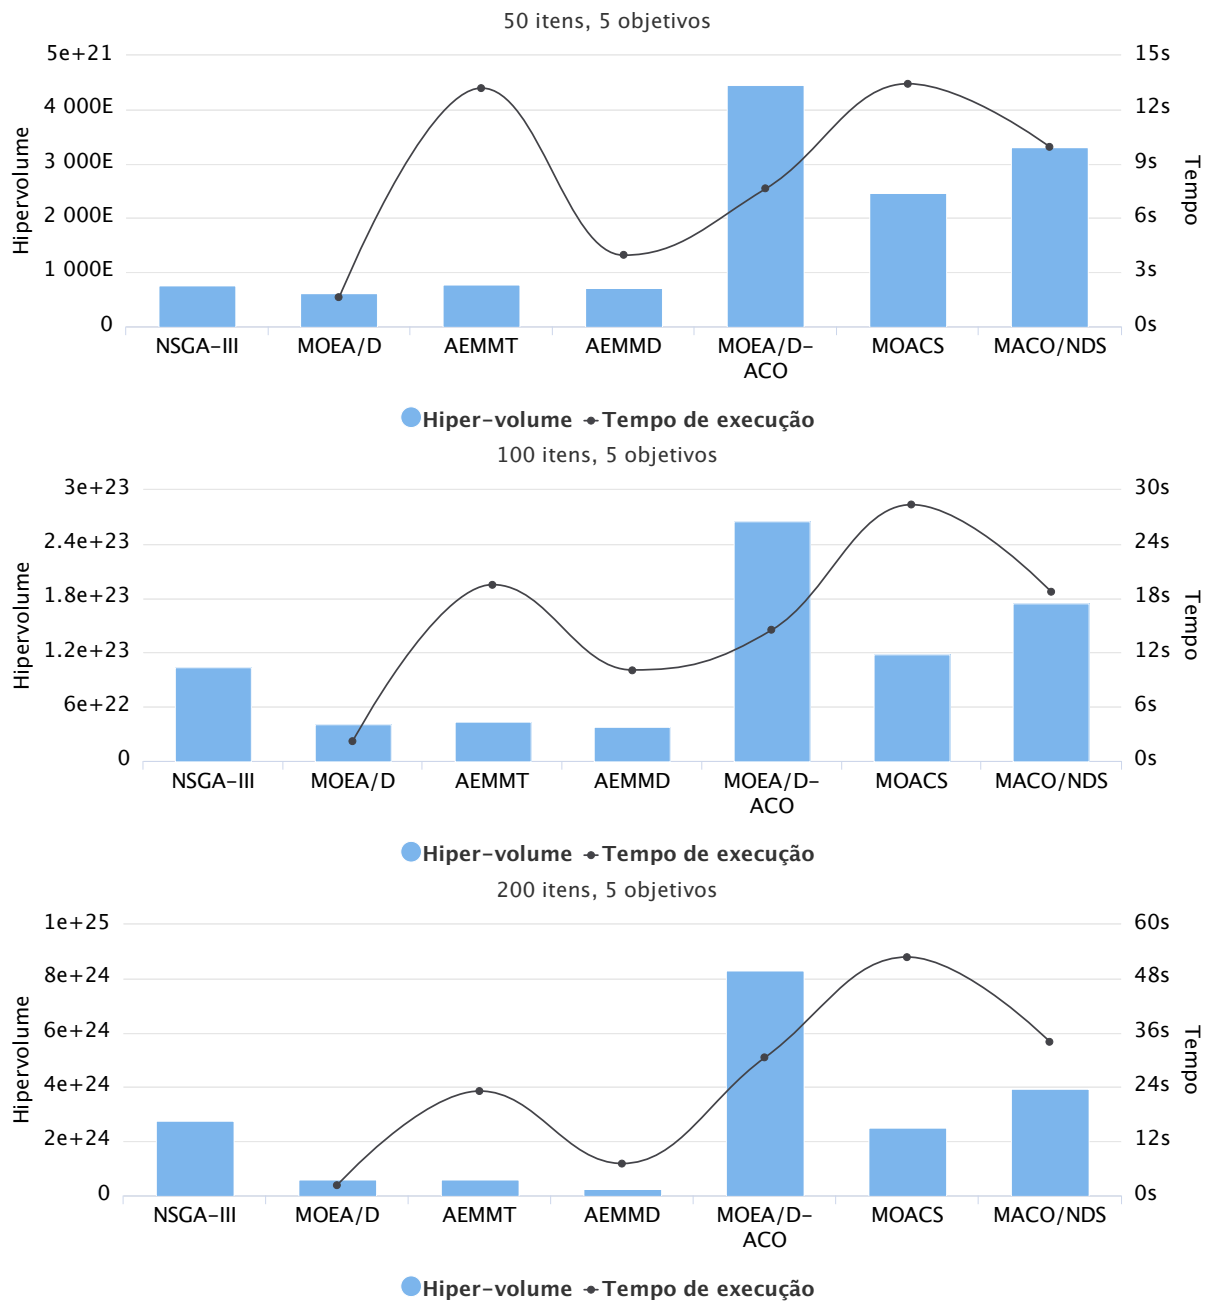 50 itens, 5 objetivos
5e+21 15s
4 000E 12s
3 000E 9s
2 000E 6s
1 000E 3s
0 0s
Hipervolume
Tempo
NSGA-III MOEA/D AEMMT AEMMD MOEA/D-ACO MOACS MACO/NDS
Hiper-volume Tempo de execução
100 itens, 5 objetivos
3e+23 30s
2.4e+23 24s
1.8e+23 18s
1.2e+23 12s
6e+22 6s
0 0s
Hipervolume
Tempo
NSGA-III MOEA/D AEMMT AEMMD MOEA/D-ACO MOACS MACO/NDS
Hiper-volume Tempo de execução
200 itens, 5 objetivos
1e+25 60s
8e+24 48s
6e+24 36s
4e+24 24s
2e+24 12s
0 0s
Hipervolume
Tempo
NSGA-III MOEA/D AEMMT AEMMD MOEA/D-ACO MOACS MACO/NDS
Hiper-volume Tempo de execução